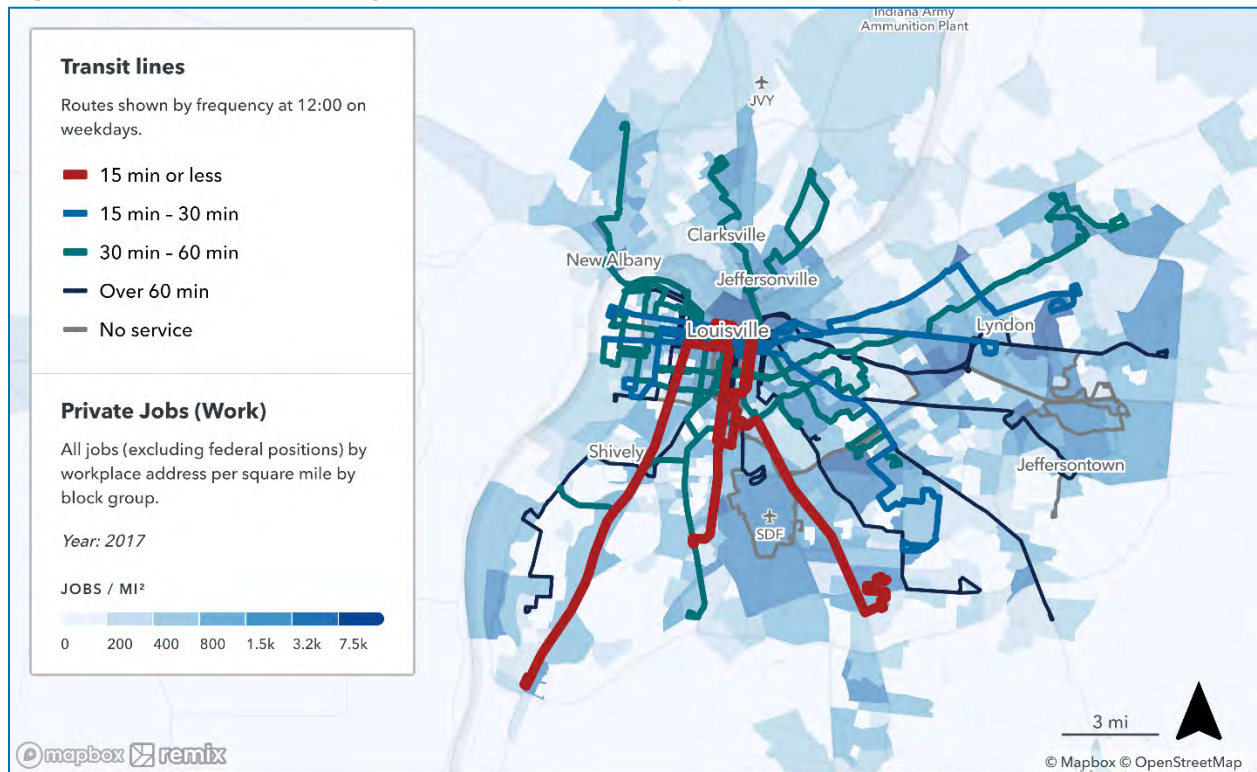 Indiana Army
Ammunition Plant
Transit lines
Routes shown by frequency at 12:00 on
weekdays.
15 min or less
15 min – 30 min
30 min – 60 min
Over 60 min
No service
Private Jobs (Work)
All jobs (excluding federal positions) by
workplace address per square mile by
block group.
Year: 2017
JOBS / MI²
0 200 400 800 1.5k 3.2k 7.5k
JVY
Clarksville
New Albany
Jeffersonville
Louisville
Lyndon
Shively
Jeffersontown
SDF
3 mi
mapbox remix
© Mapbox © OpenStreetMap